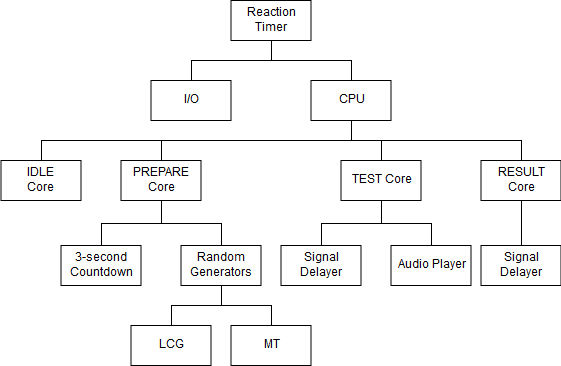 Reaction
Timer
I/O
CPU
IDLE
Core
PREPARE
Core
TEST Core
RESULT
Core
3-second
Countdown
Random
Generators
Signal
Delayer
Audio Player
Signal
Delayer
LCG
MT